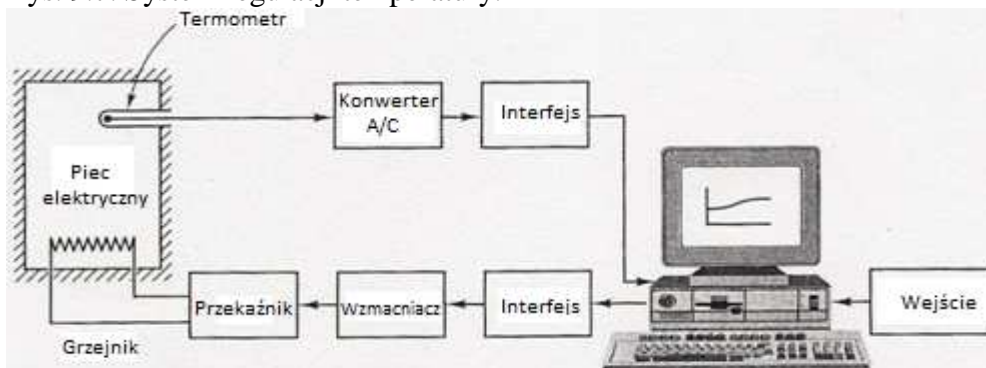 Termometr
Konwerter
A/C
Interfejs
Piec
elektryczny
Przekaźnik
Wzmacniacz
Interfejs
Wejście
Grzejnik